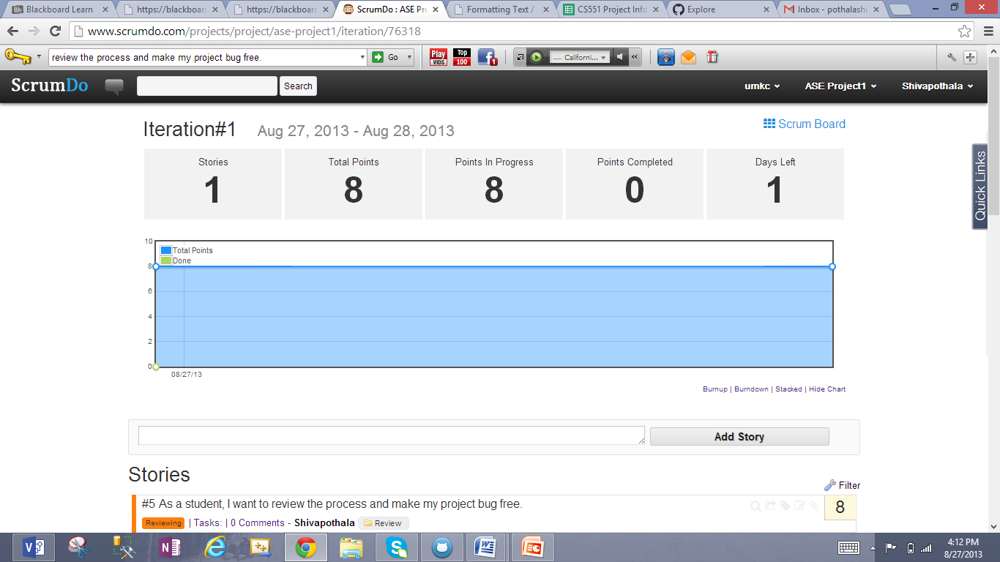 Blackboard Learn
https://blackboar
https://blackboar
ScrumDo : ASE Pr
Formatting Text /
CS551 Project Info
Explore
Inbox - pothalashi
www.scrumdo.com/projects/project/ase-project1/iteration/76318
review the process and make my project bug free.
Go
Play VIDS
Top 100
1
..... Californi...
ScrumDo
Search
umkc
ASE Project1
Shivapothala
Iteration#1 Aug 27, 2013 - Aug 28, 2013
Scrum Board
Stories
Total Points
Points In Progress
Points Completed
Days Left
1
8
8
0
1
Quick Links
10
Total Points
Done
8
6
4
2
0
08/27/13
Burnup | Burndown | Stacked | Hide Chart
Add Story
Stories
Filter
#5 As a student, I want to review the process and make my project bug free.
8
Reviewing | Tasks: | 0 Comments - Shivapothala Review
4:12 PM
8/27/2013